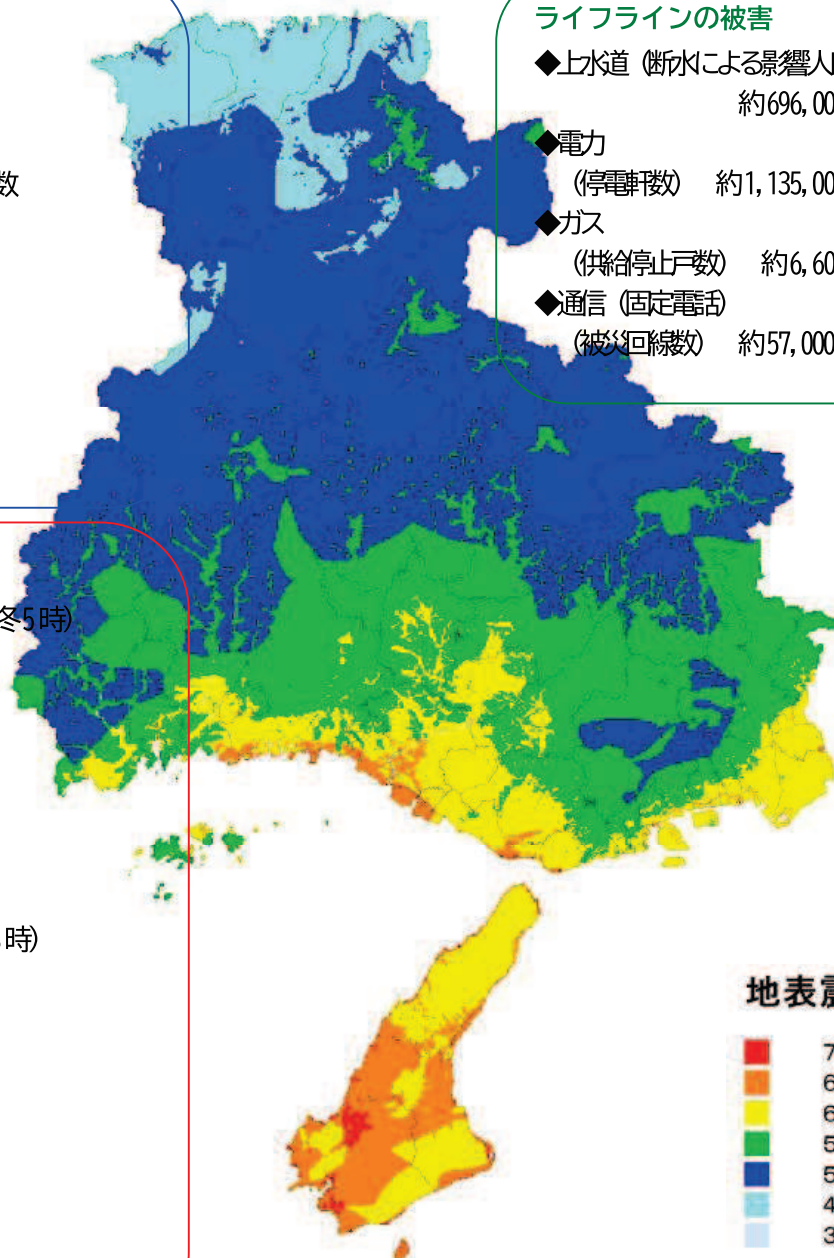 数
冬5時)
時)
ライフラインの被害
◆上水道(断水による影響人
約696,00
◆電力
(停電軒数) 約1,135,00
◆ガス
(供給停止戸数) 約6,60
◆通信(固定電話)
(被災回線数) 約57,000
地表震
7
6
6
5
5
4
3